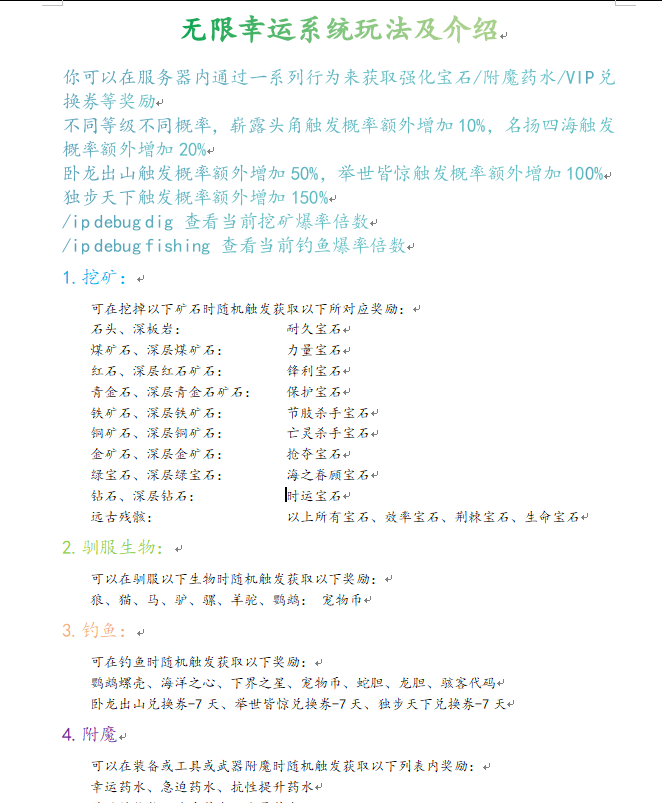 无限幸运系统玩法及介绍
你可以在服务器内通过一系列行为来获取强化宝石/附魔药水/VIP兑
换券等奖励
不同等级不同概率，崭露头角触发概率额外增加10%，名扬四海触发
概率额外增加20%
卧龙出山触发概率额外增加50%，举世皆惊触发概率额外增加100%
独步天下触发概率额外增加150%
/ip debug dig 查看当前挖矿爆率倍数
/ip debug fishing 查看当前钓鱼爆率倍数
1. 挖矿：
可在挖掉以下矿石时随机触发获取以下所对应奖励：
石头、深板岩： 耐久宝石
煤矿石、深层煤矿石： 力量宝石
红石、深层红石矿石： 锋利宝石
青金石、深层青金石矿石： 保护宝石
铁矿石、深层铁矿石： 节肢杀手宝石
铜矿石、深层铜矿石： 亡灵杀手宝石
金矿石、深层金矿石： 抢夺宝石
绿宝石、深层绿宝石： 海之眷顾宝石
钻石、深层钻石： 时运宝石
远古残骸： 以上所有宝石、效率宝石、荆棘宝石、生命宝石
2. 驯服生物：
可以在驯服以下生物时随机触发获取以下奖励：
狼、猫、马、驴、骡、羊驼、鹦鹉： 宠物币
3. 钓鱼：
可在钓鱼时随机触发获取以下奖励：
鹦鹉螺壳、海洋之心、下界之星、宠物币、蛇胆、龙胆、骇客代码
卧龙出山兑换券-7天、举世皆惊兑换券-7天、独步天下兑换券-7天
4. 附魔
可以在装备或工具或武器附魔时随机触发获取以下列表内奖励：
幸运药水、急迫药水、抗性提升药水